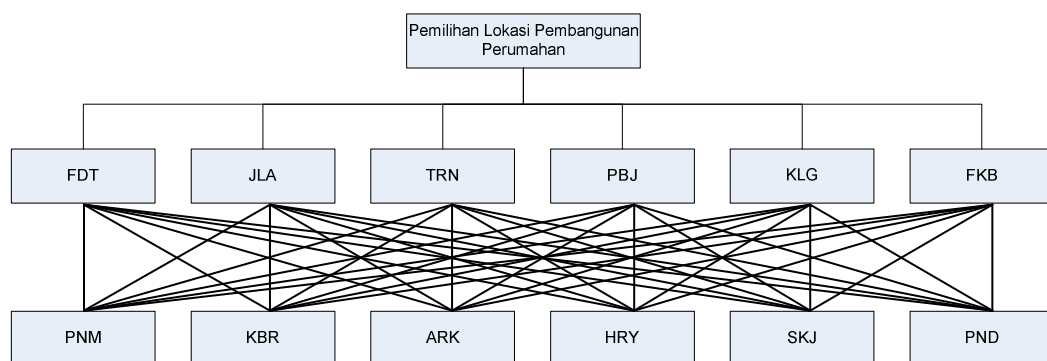 Pemilihan Lokasi Pembangunan
Perumahan
FDT
JLA
TRN
PBJ
KLG
FKB
PNM
KBR
ARK
HRY
SKJ
PND